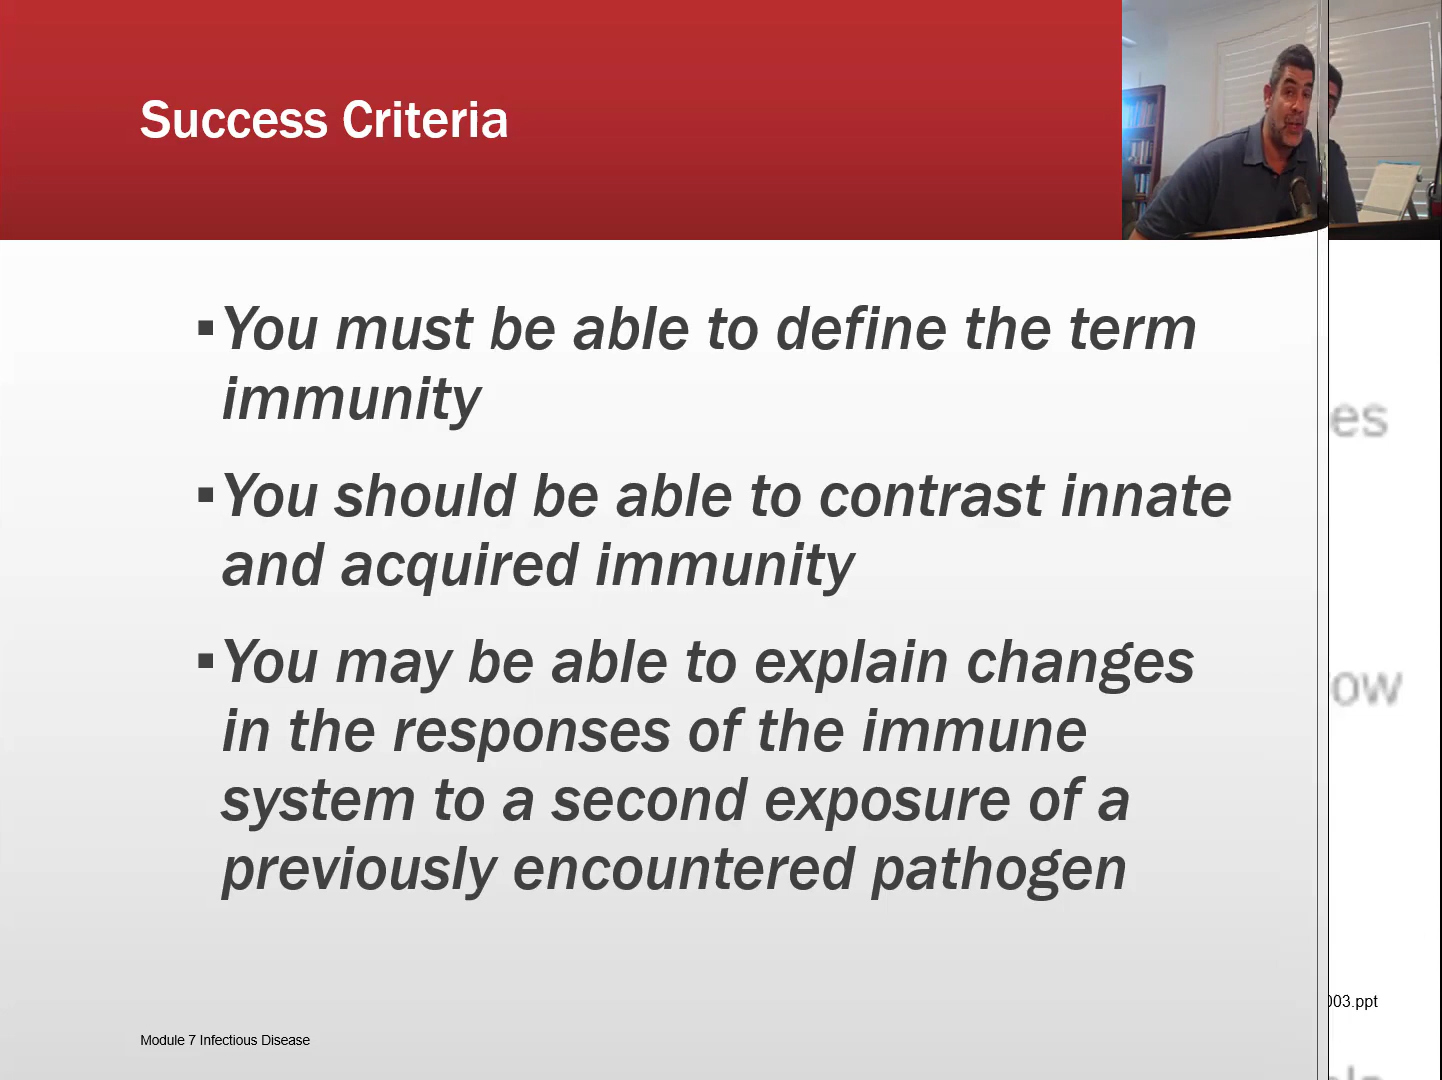 Success Criteria
▪You must be able to define the term
immunity
▪You should be able to contrast innate
and acquired immunity
▪You may be able to explain changes
in the responses of the immune
system to a second exposure of a
previously encountered pathogen
es
ow
003.ppt
Module 7 Infectious Disease